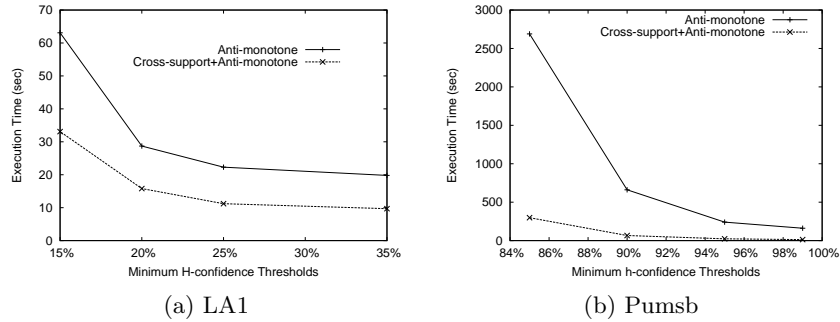 70
60
50
40
30
20
10
0
Execution Time (sec)
15%
20%
25%
30%
35%
Minimum H-confidence Thresholds
Anti-monotone
Cross-support+Anti-monotone
(a) LA1
3000
2500
2000
1500
1000
500
0
Execution Time (sec)
84%
86%
88%
90%
92%
94%
96%
98%
100%
Minimum h-confidence Thresholds
Anti-monotone
Cross-support+Anti-monotone
(b) Pumsb